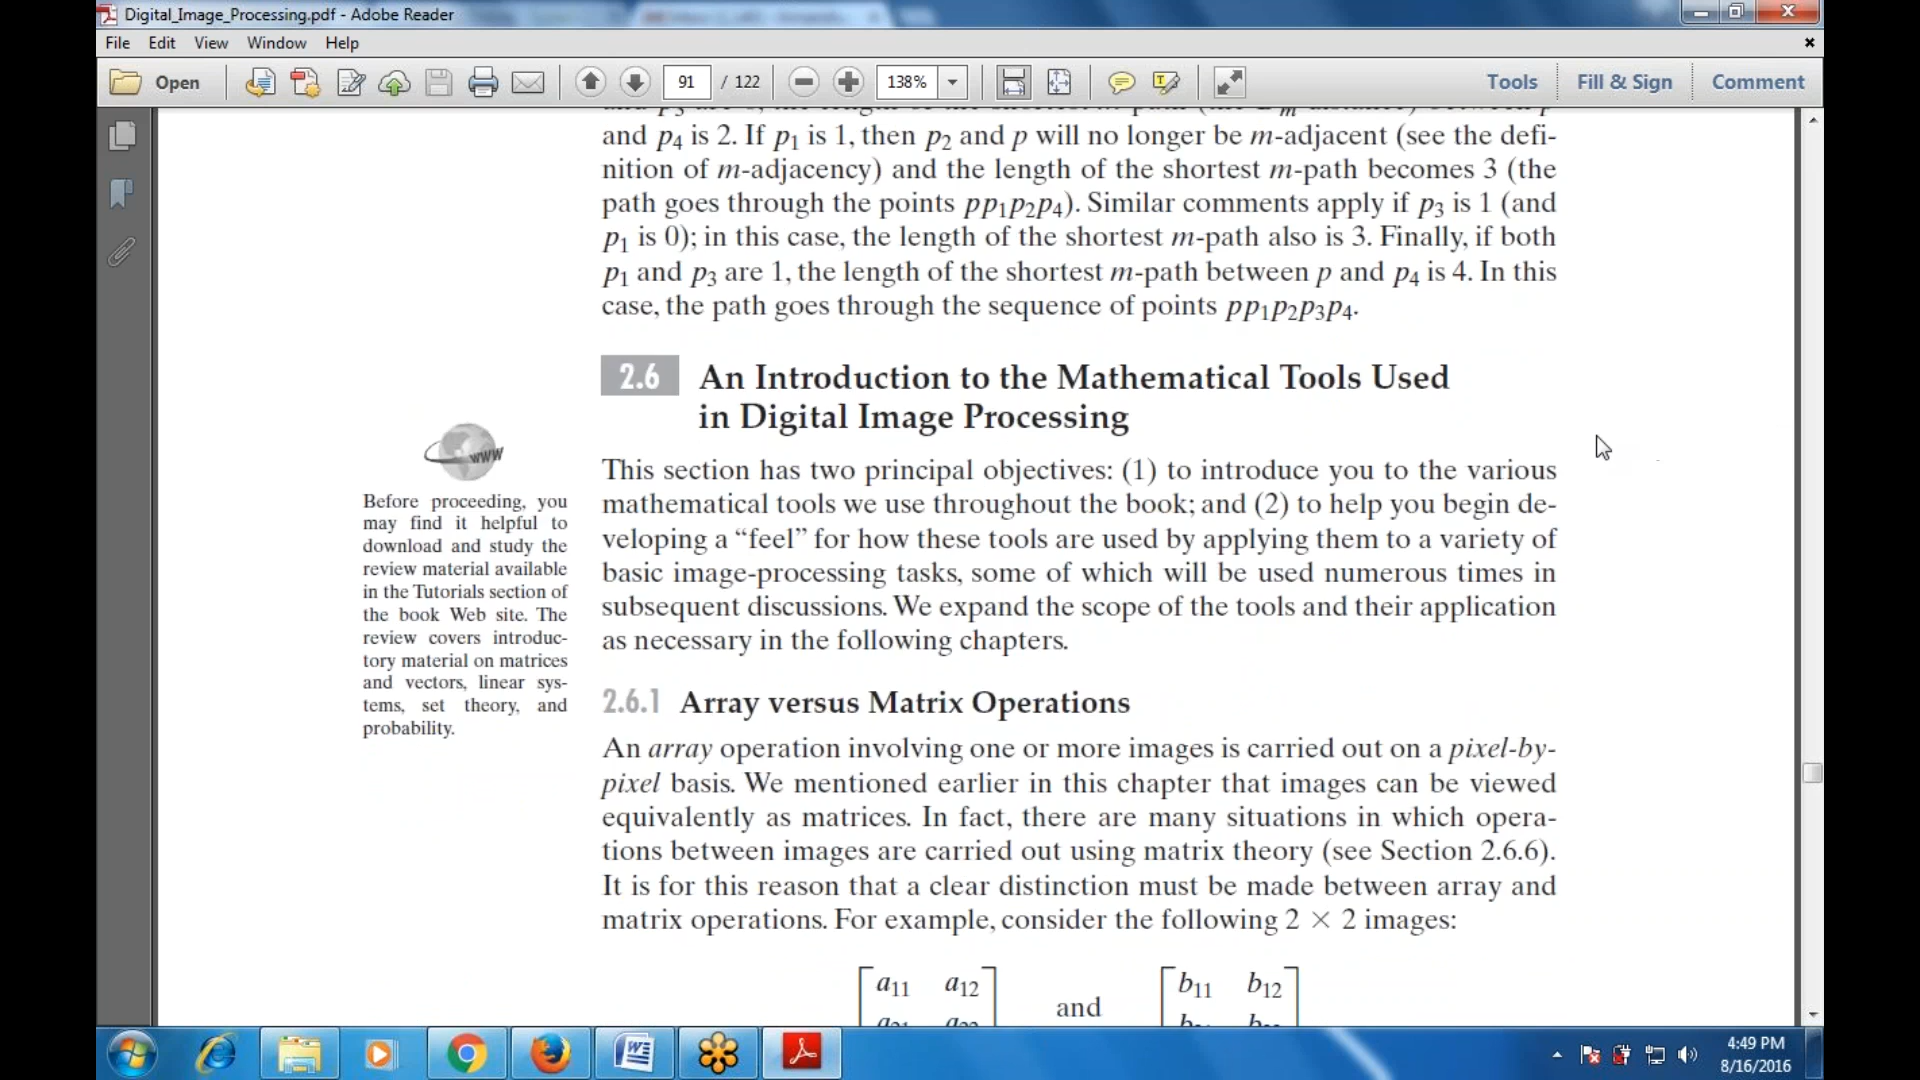 Digital_Image_Processing.pdf - Adobe Reader
File Edit View Window Help
Open 91 / 122 138% Tools Fill & Sign Comment
and p4 is 2. If p1 is 1, then p2 and p will no longer be m-adjacent (see the defi-
nition of m-adjacency) and the length of the shortest m-path becomes 3 (the
path goes through the points pp1p2p4). Similar comments apply if p3 is 1 (and
p1 is 0); in this case, the length of the shortest m-path also is 3. Finally, if both
p1 and p3 are 1, the length of the shortest m-path between p and p4 is 4. In this
case, the path goes through the sequence of points pp1p2p3p4.
2.6 An Introduction to the Mathematical Tools Used
in Digital Image Processing
WWW
Before proceeding, you
may find it helpful to
download and study the
review material available
in the Tutorials section of
the book Web site. The
review covers introduc-
tory material on matrices
and vectors, linear sys-
tems, set theory, and
probability.
This section has two principal objectives: (1) to introduce you to the various
mathematical tools we use throughout the book; and (2) to help you begin de-
veloping a “feel” for how these tools are used by applying them to a variety of
basic image-processing tasks, some of which will be used numerous times in
subsequent discussions. We expand the scope of the tools and their application
as necessary in the following chapters.
2.6.1 Array versus Matrix Operations
An array operation involving one or more images is carried out on a pixel-by-
pixel basis. We mentioned earlier in this chapter that images can be viewed
equivalently as matrices. In fact, there are many situations in which opera-
tions between images are carried out using matrix theory (see Section 2.6.6).
It is for this reason that a clear distinction must be made between array and
matrix operations. For example, consider the following 2 × 2 images:
a11 a12 b11 b12
and
4:49 PM
8/16/2016